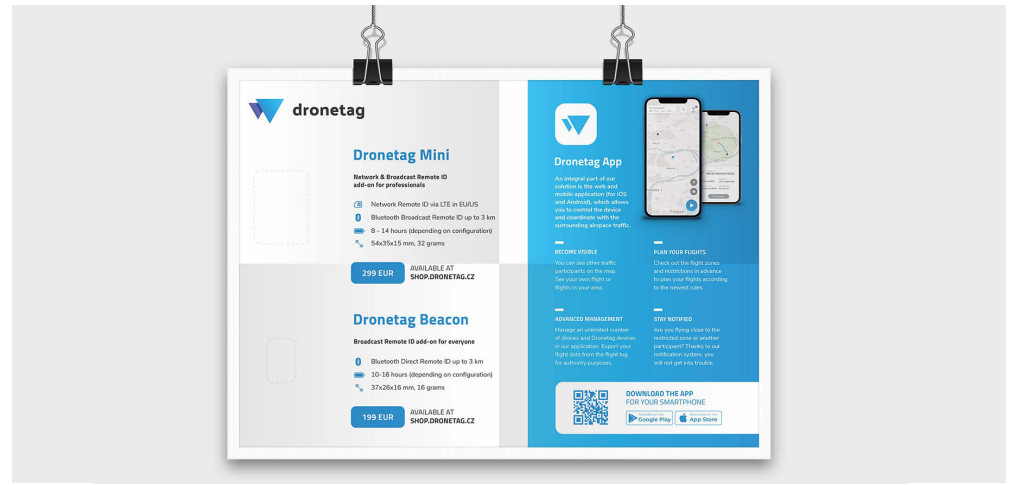 dronetag
Dronetag Mini
Network & Broadcast Remote ID
add-on for professionals
Network Remote ID via LTE in EU/US
Bluetooth Broadcast Remote ID up to 3 km
8 - 14 hours (depending on configuration)
54x35x15 mm, 32 grams
299 EUR
AVAILABLE AT
SHOP.DRONETAG.CZ
Dronetag Beacon
Broadcast Remote ID add-on for everyone
Bluetooth Direct Remote ID up to 3 km
10-16 hours (depending on configuration)
37x26x16 mm, 16 grams
199 EUR
AVAILABLE AT
SHOP.DRONETAG.CZ
Dronetag App
An integral part of our
solution is the web and
mobile application (for iOS
and Android), which allows
you to control the device
and coordinate with the
surrounding airspace traffic.
BECOME VISIBLE
You can see other traffic
participants on the map.
See your own flight or
flights in your area.
PLAN YOUR FLIGHTS
Check out the flight zones
and restrictions in advance
to plan your flights according
to the newest rules.
ADVANCED MANAGEMENT
Manage an unlimited number
of drones and Dronetag devices
in our application. Export your
flight data from the flight log
for authority purposes.
STAY NOTIFIED
Are you flying close to the
restricted zone or another
participant? Thanks to our
notification system, you
will not get into trouble.
DOWNLOAD THE APP
FOR YOUR SMARTPHONE
Google Play
App Store